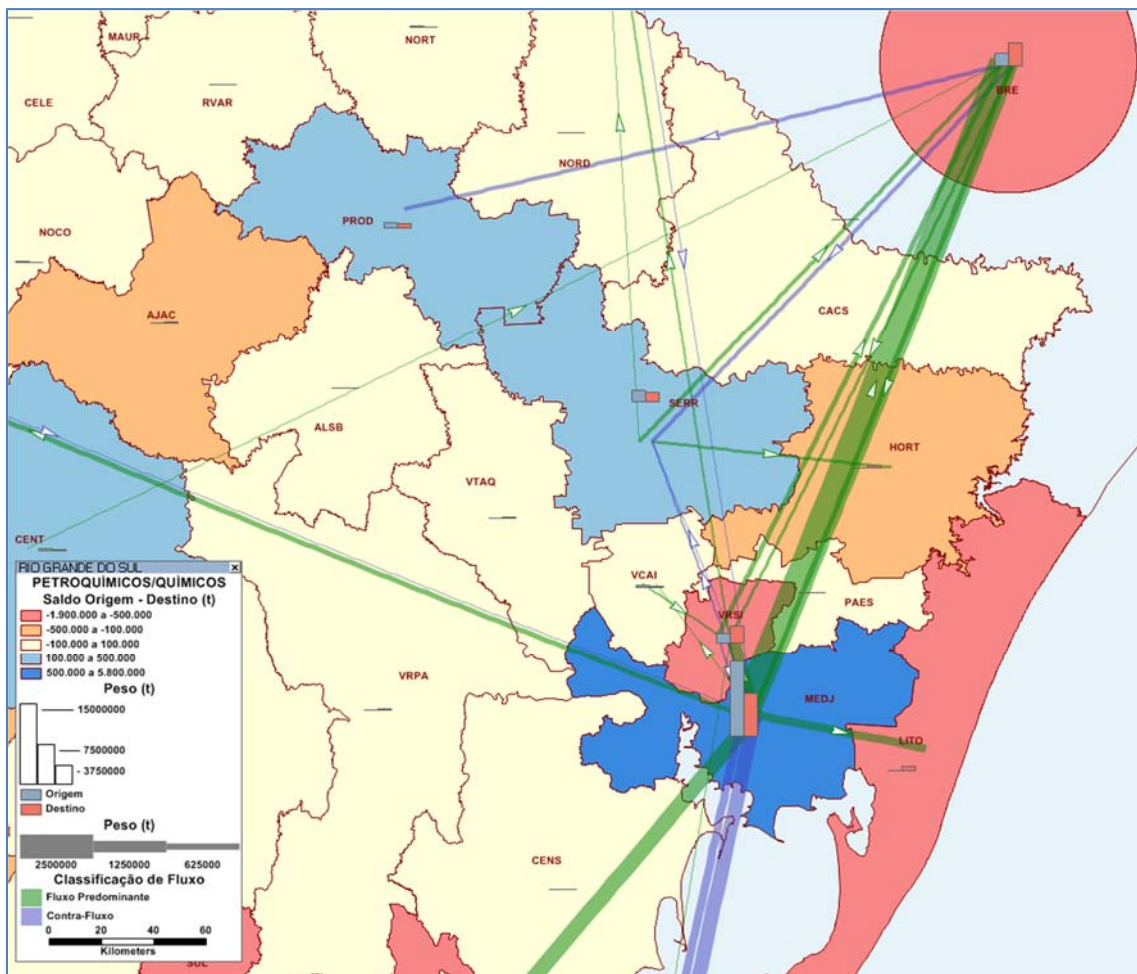 MAUR
NORT
BRE
CELE
RVAR
NORD
PROD
NOCO
AJAC
CACS
SERR
ALSB
HORT
VTAQ
CENT
VCAI
VRSI
PAES
VRPA
MEDJ
LITO
CENS
SUL
RIO GRANDE DO SUL
PETROQUÍMICOS/QUÍMICOS
Saldo Origem - Destino (t)
-1.900.000 a -500.000
-500.000 a -100.000
-100.000 a 100.000
100.000 a 500.000
500.000 a 5.800.000
Peso (t)
15000000
7500000
3750000
Origem
Destino
Peso (t)
2500000 1250000 625000
Classificação de Fluxo
Fluxo Predominante
Contra-Fluxo
0 20 40 60
Kilometers